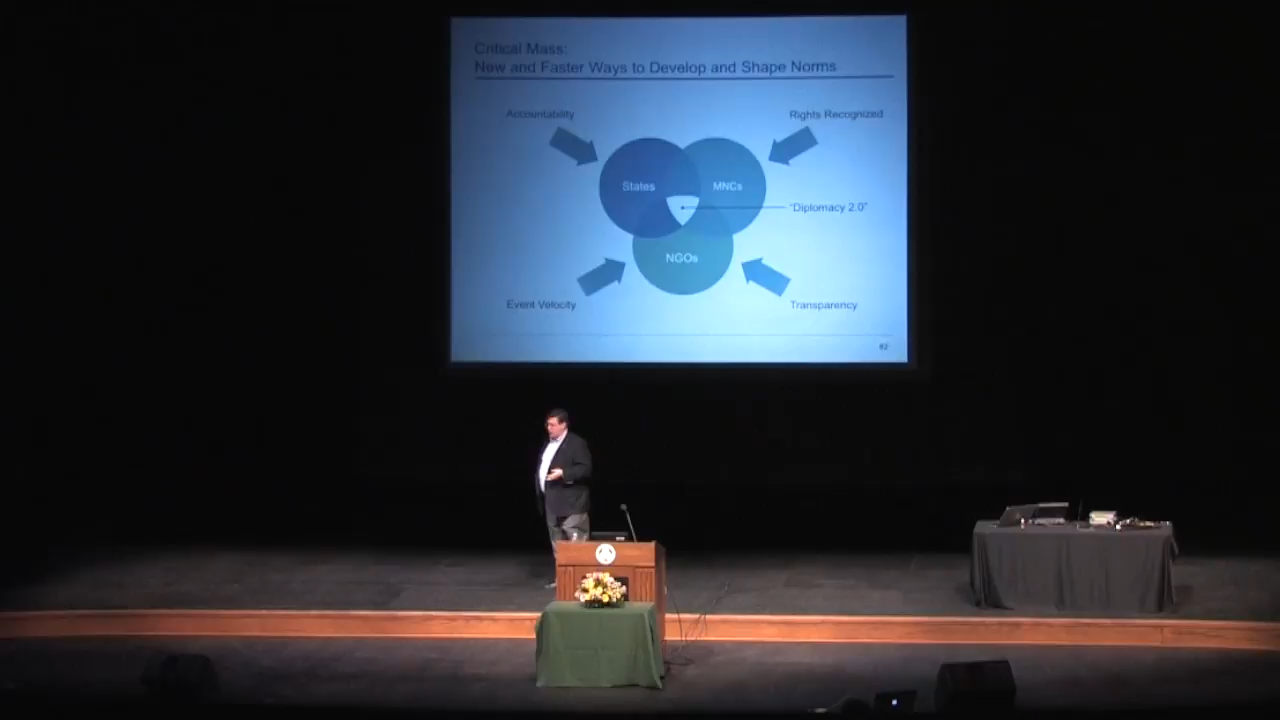 Critical Mass:
New and Faster Ways to Develop and Shape Norms
Accountability
Rights Recognized
States
MNCs
"Diplomacy 2.0"
NGOs
Event Velocity
Transparency
62